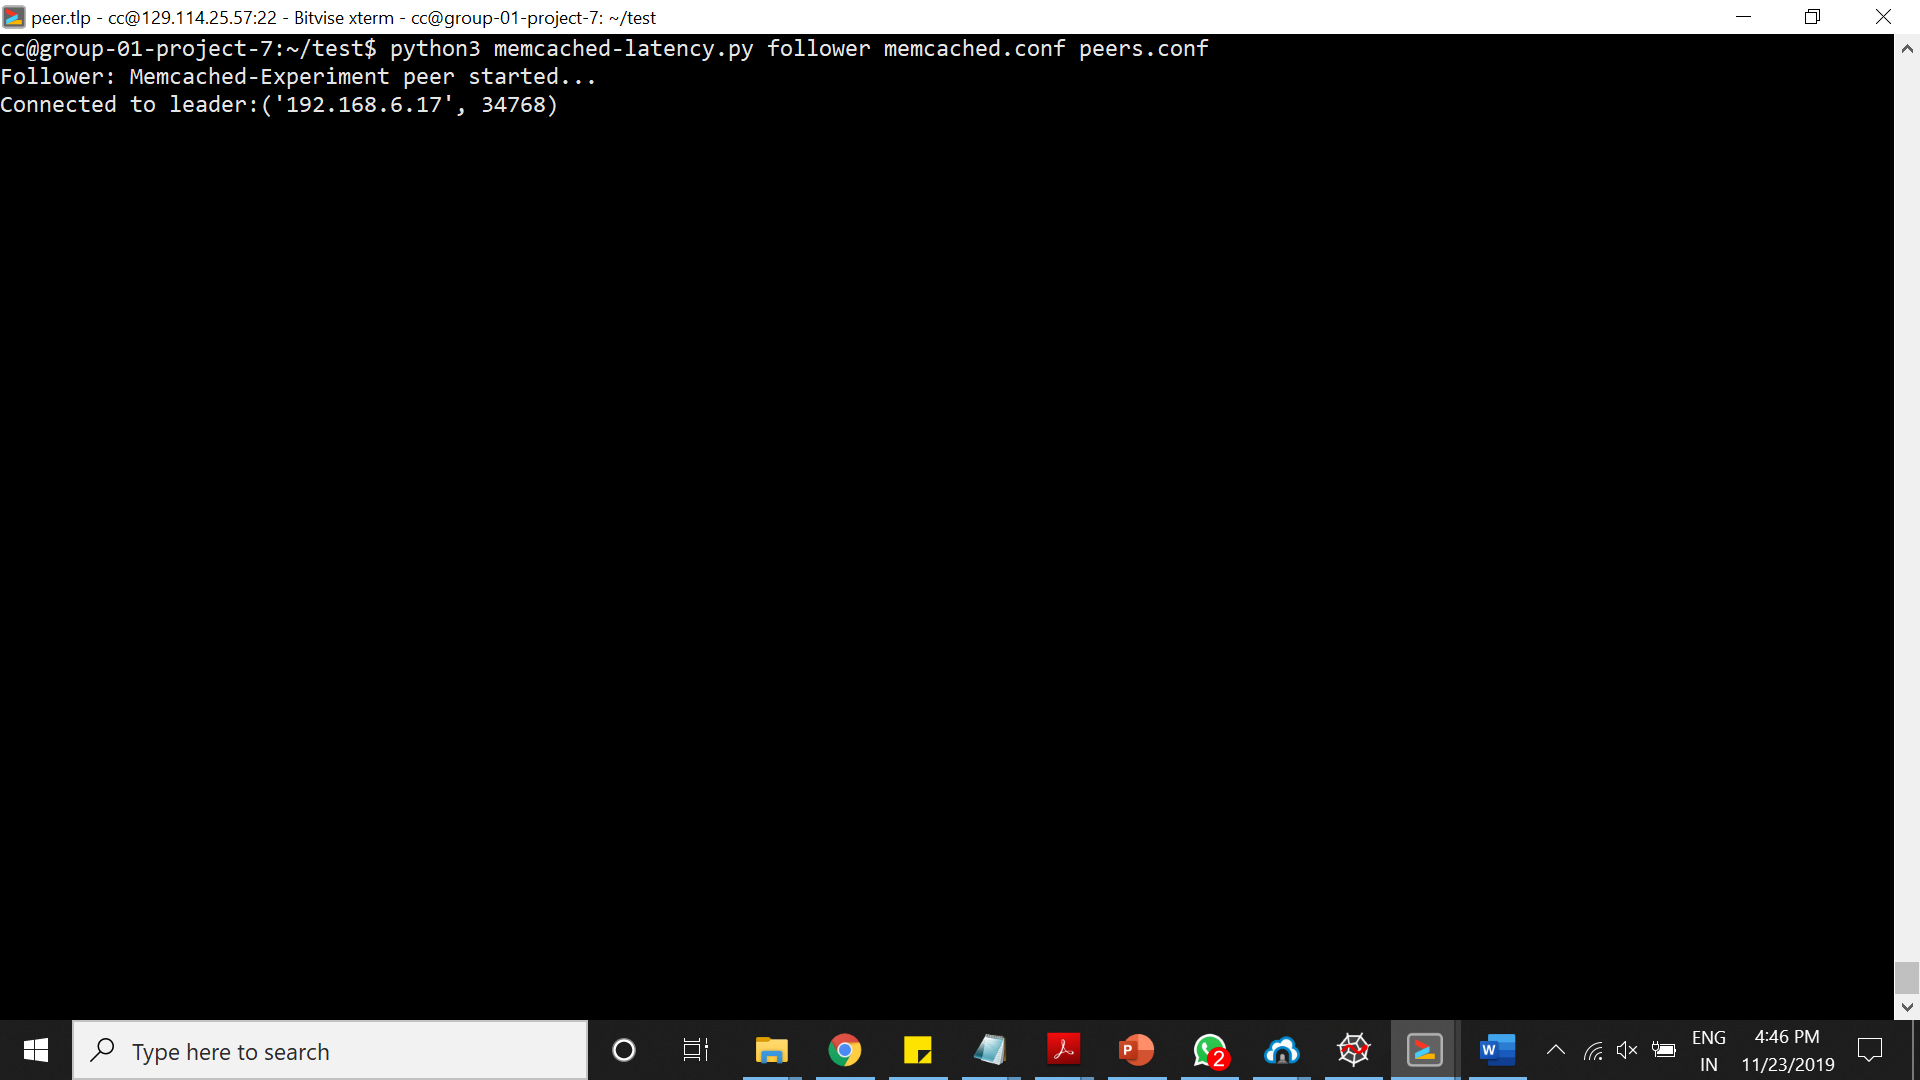 peer.tlp - cc@129.114.25.57:22 - Bitvise xterm - cc@group-01-project-7: ~/test
cc@group-01-project-7:~/test$ python3 memcached-latency.py follower memcached.conf peers.conf
Follower: Memcached-Experiment peer started...
Connected to leader:('192.168.6.17', 34768)
Type here to search
P
2
W
ENG
IN
4:46 PM
11/23/2019